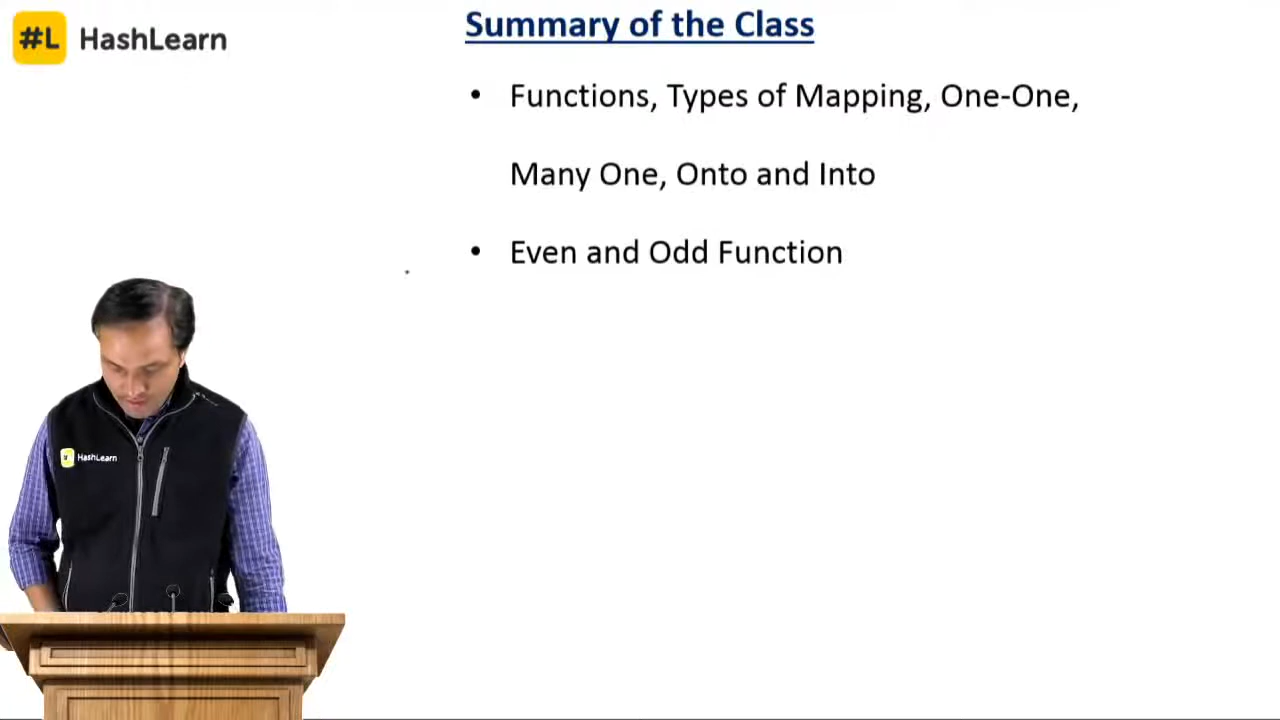 #L HashLearn
Summary of the Class
• Functions, Types of Mapping, One-One,
Many One, Onto and Into
• Even and Odd Function
HashLearn